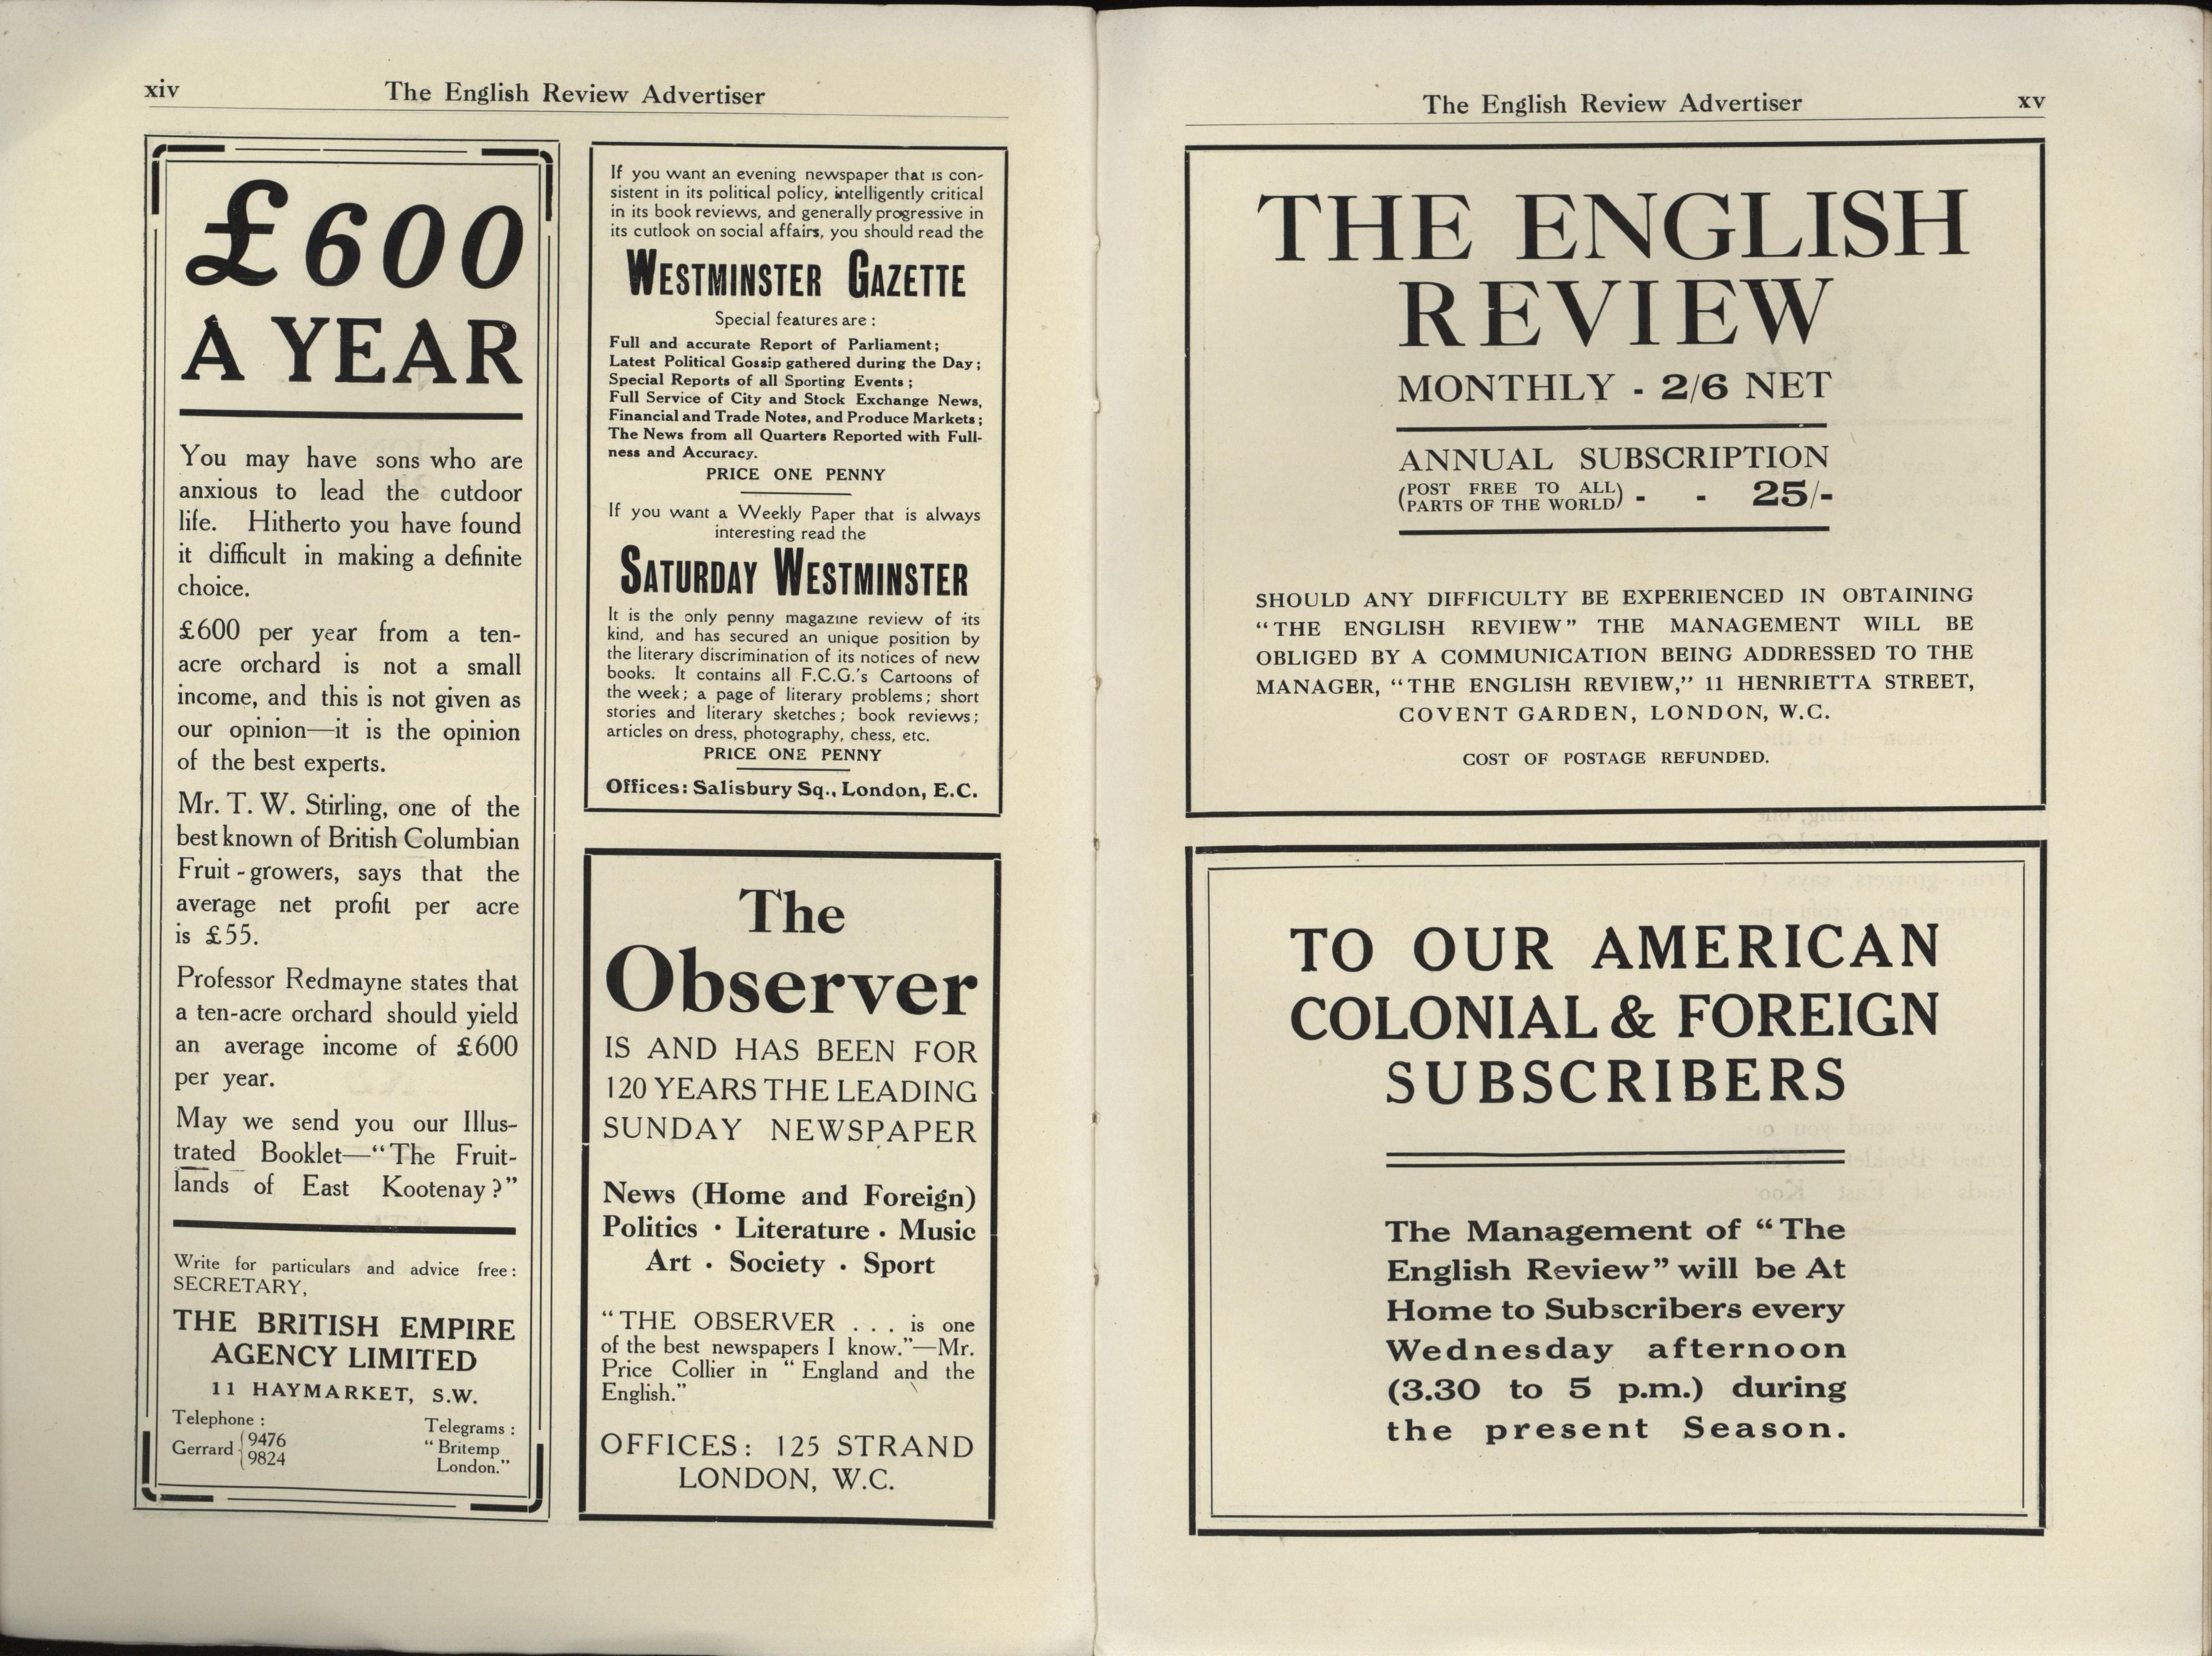 xiv
The English Review Advertiser
£600
A YEAR
You may have sons who are
anxious to lead the outdoor
life. Hitherto you have found
it difficult in making a definite
choice.
£600 per year from a ten-
acre orchard is not a small
income, and this is not given as
our opinion—it is the opinion
of the best experts.
Mr. T. W. Stirling, one of the
best known of British Columbian
Fruit-growers, says that the
average net profit per acre
is £55.
Professor Redmayne states that
a ten-acre orchard should yield
an average income of £600
per year.
May we send you our Illus-
trated Booklet—“The Fruit-
lands of East Kootenay?”
Write for particulars and advice free:
SECRETARY,
THE BRITISH EMPIRE
AGENCY LIMITED
11 HAYMARKET, S.W.
Telephone :
Gerrard { 9476
9824
Telegrams :
“Britemp
London.”
If you want an evening newspaper that is con-
sistent in its political policy, intelligently critical
in its book reviews, and generally progressive in
its cutlook on social affairs, you should read the
WESTMINSTER GAZETTE
Special features are :
Full and accurate Report of Parliament;
Latest Political Gossip gathered during the Day;
Special Reports of all Sporting Events;
Full Service of City and Stock Exchange News,
Financial and Trade Notes, and Produce Markets;
The News from all Quarters Reported with Full-
ness and Accuracy.
PRICE ONE PENNY
If you want a Weekly Paper that is always
interesting read the
SATURDAY WESTMINSTER
It is the only penny magazine review of its
kind, and has secured an unique position by
the literary discrimination of its notices of new
books. It contains all F.C.G.'s Cartoons of
the week; a page of literary problems; short
stories and literary sketches; book reviews;
articles on dress, photography, chess, etc.
PRICE ONE PENNY
Offices: Salisbury Sq., London, E.C.
The
Observer
IS AND HAS BEEN FOR
120 YEARS THE LEADING
SUNDAY NEWSPAPER
News (Home and Foreign)
Politics · Literature · Music
Art · Society · Sport
“THE OBSERVER . . . is one
of the best newspapers I know.”—Mr.
Price Collier in “England and the
English.”
OFFICES: 125 STRAND
LONDON, W.C.
The English Review Advertiser
xv
THE ENGLISH
REVIEW
MONTHLY - 2/6 NET
ANNUAL SUBSCRIPTION
(POST FREE TO ALL
PARTS OF THE WORLD) - - 25/-
SHOULD ANY DIFFICULTY BE EXPERIENCED IN OBTAINING
“THE ENGLISH REVIEW” THE MANAGEMENT WILL BE
OBLIGED BY A COMMUNICATION BEING ADDRESSED TO THE
MANAGER, “THE ENGLISH REVIEW,” 11 HENRIETTA STREET,
COVENT GARDEN, LONDON, W.C.
COST OF POSTAGE REFUNDED.
TO OUR AMERICAN
COLONIAL & FOREIGN
SUBSCRIBERS
The Management of “The
English Review” will be At
Home to Subscribers every
Wednesday afternoon
(3.30 to 5 p.m.) during
the present Season.